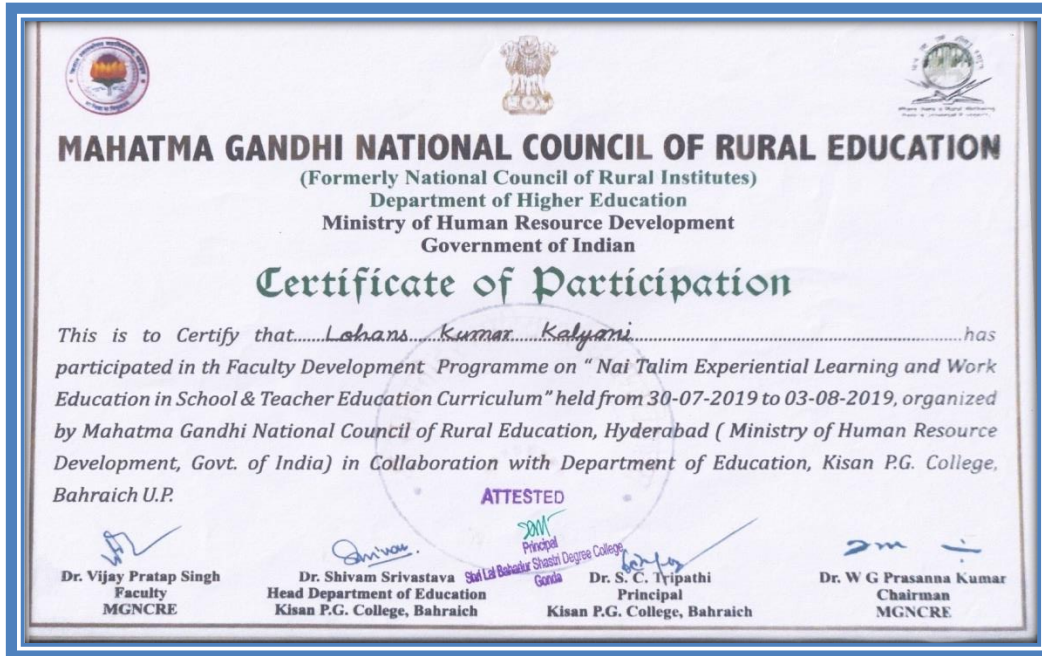 MAHATMA GANDHI NATIONAL COUNCIL OF RURAL EDUCATION
(Formerly National Council of Rural Institutes)
Department of Higher Education
Ministry of Human Resource Development
Government of Indian
Certificate of Participation
This is to Certify that......Lohans Kumar Kalyani......has
participated in th Faculty Development Programme on “ Nai Talim Experiential Learning and Work
Education in School & Teacher Education Curriculum” held from 30-07-2019 to 03-08-2019, organized
by Mahatma Gandhi National Council of Rural Education, Hyderabad ( Ministry of Human Resource
Development, Govt. of India) in Collaboration with Department of Education, Kisan P.G. College,
Bahraich U.P.
ATTESTED
Principal
Shri Lal Bahadur Shastri Degree College
Gonda
Dr. Vijay Pratap Singh
Faculty
MGNCRE
Dr. Shivam Srivastava
Head Department of Education
Kisan P.G. College, Bahraich
Dr. S. C. Tripathi
Principal
Kisan P.G. College, Bahraich
Dr. W G Prasanna Kumar
Chairman
MGNCRE